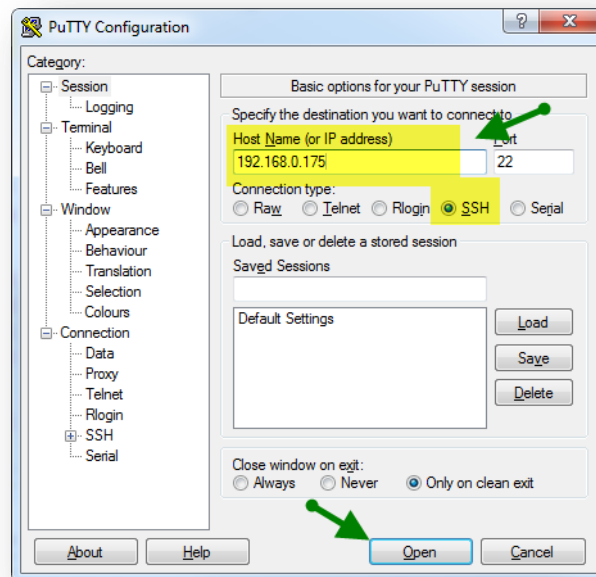 PuTTY Configuration
Category:
Session
Logging
Terminal
Keyboard
Bell
Features
Window
Appearance
Behaviour
Translation
Selection
Colours
Connection
Data
Proxy
Telnet
Rlogin
SSH
Serial
Basic options for your PuTTY session
Specify the destination you want to connect to
Host Name (or IP address) Port
192.168.0.175 22
Connection type:
Raw Telnet Rlogin SSH Serial
Load, save or delete a stored session
Saved Sessions
Default Settings
Load
Save
Delete
Close window on exit:
Always Never Only on clean exit
About Help Open Cancel